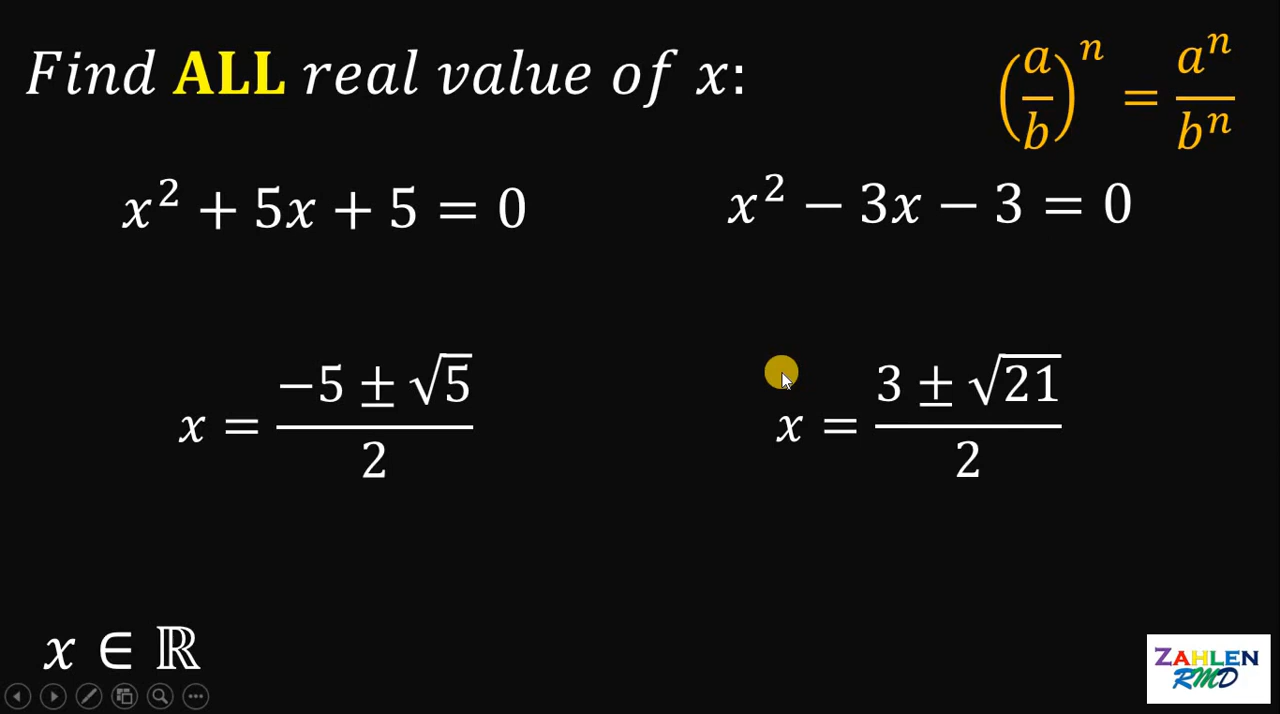 Find ALL real value of x:
(a/b)^n = a^n/b^n
x² + 5x + 5 = 0
x² − 3x − 3 = 0
x = (−5 ± √5)/2
x = (3 ± √21)/2
x ∈ ℝ
ZAHLEN
RMD